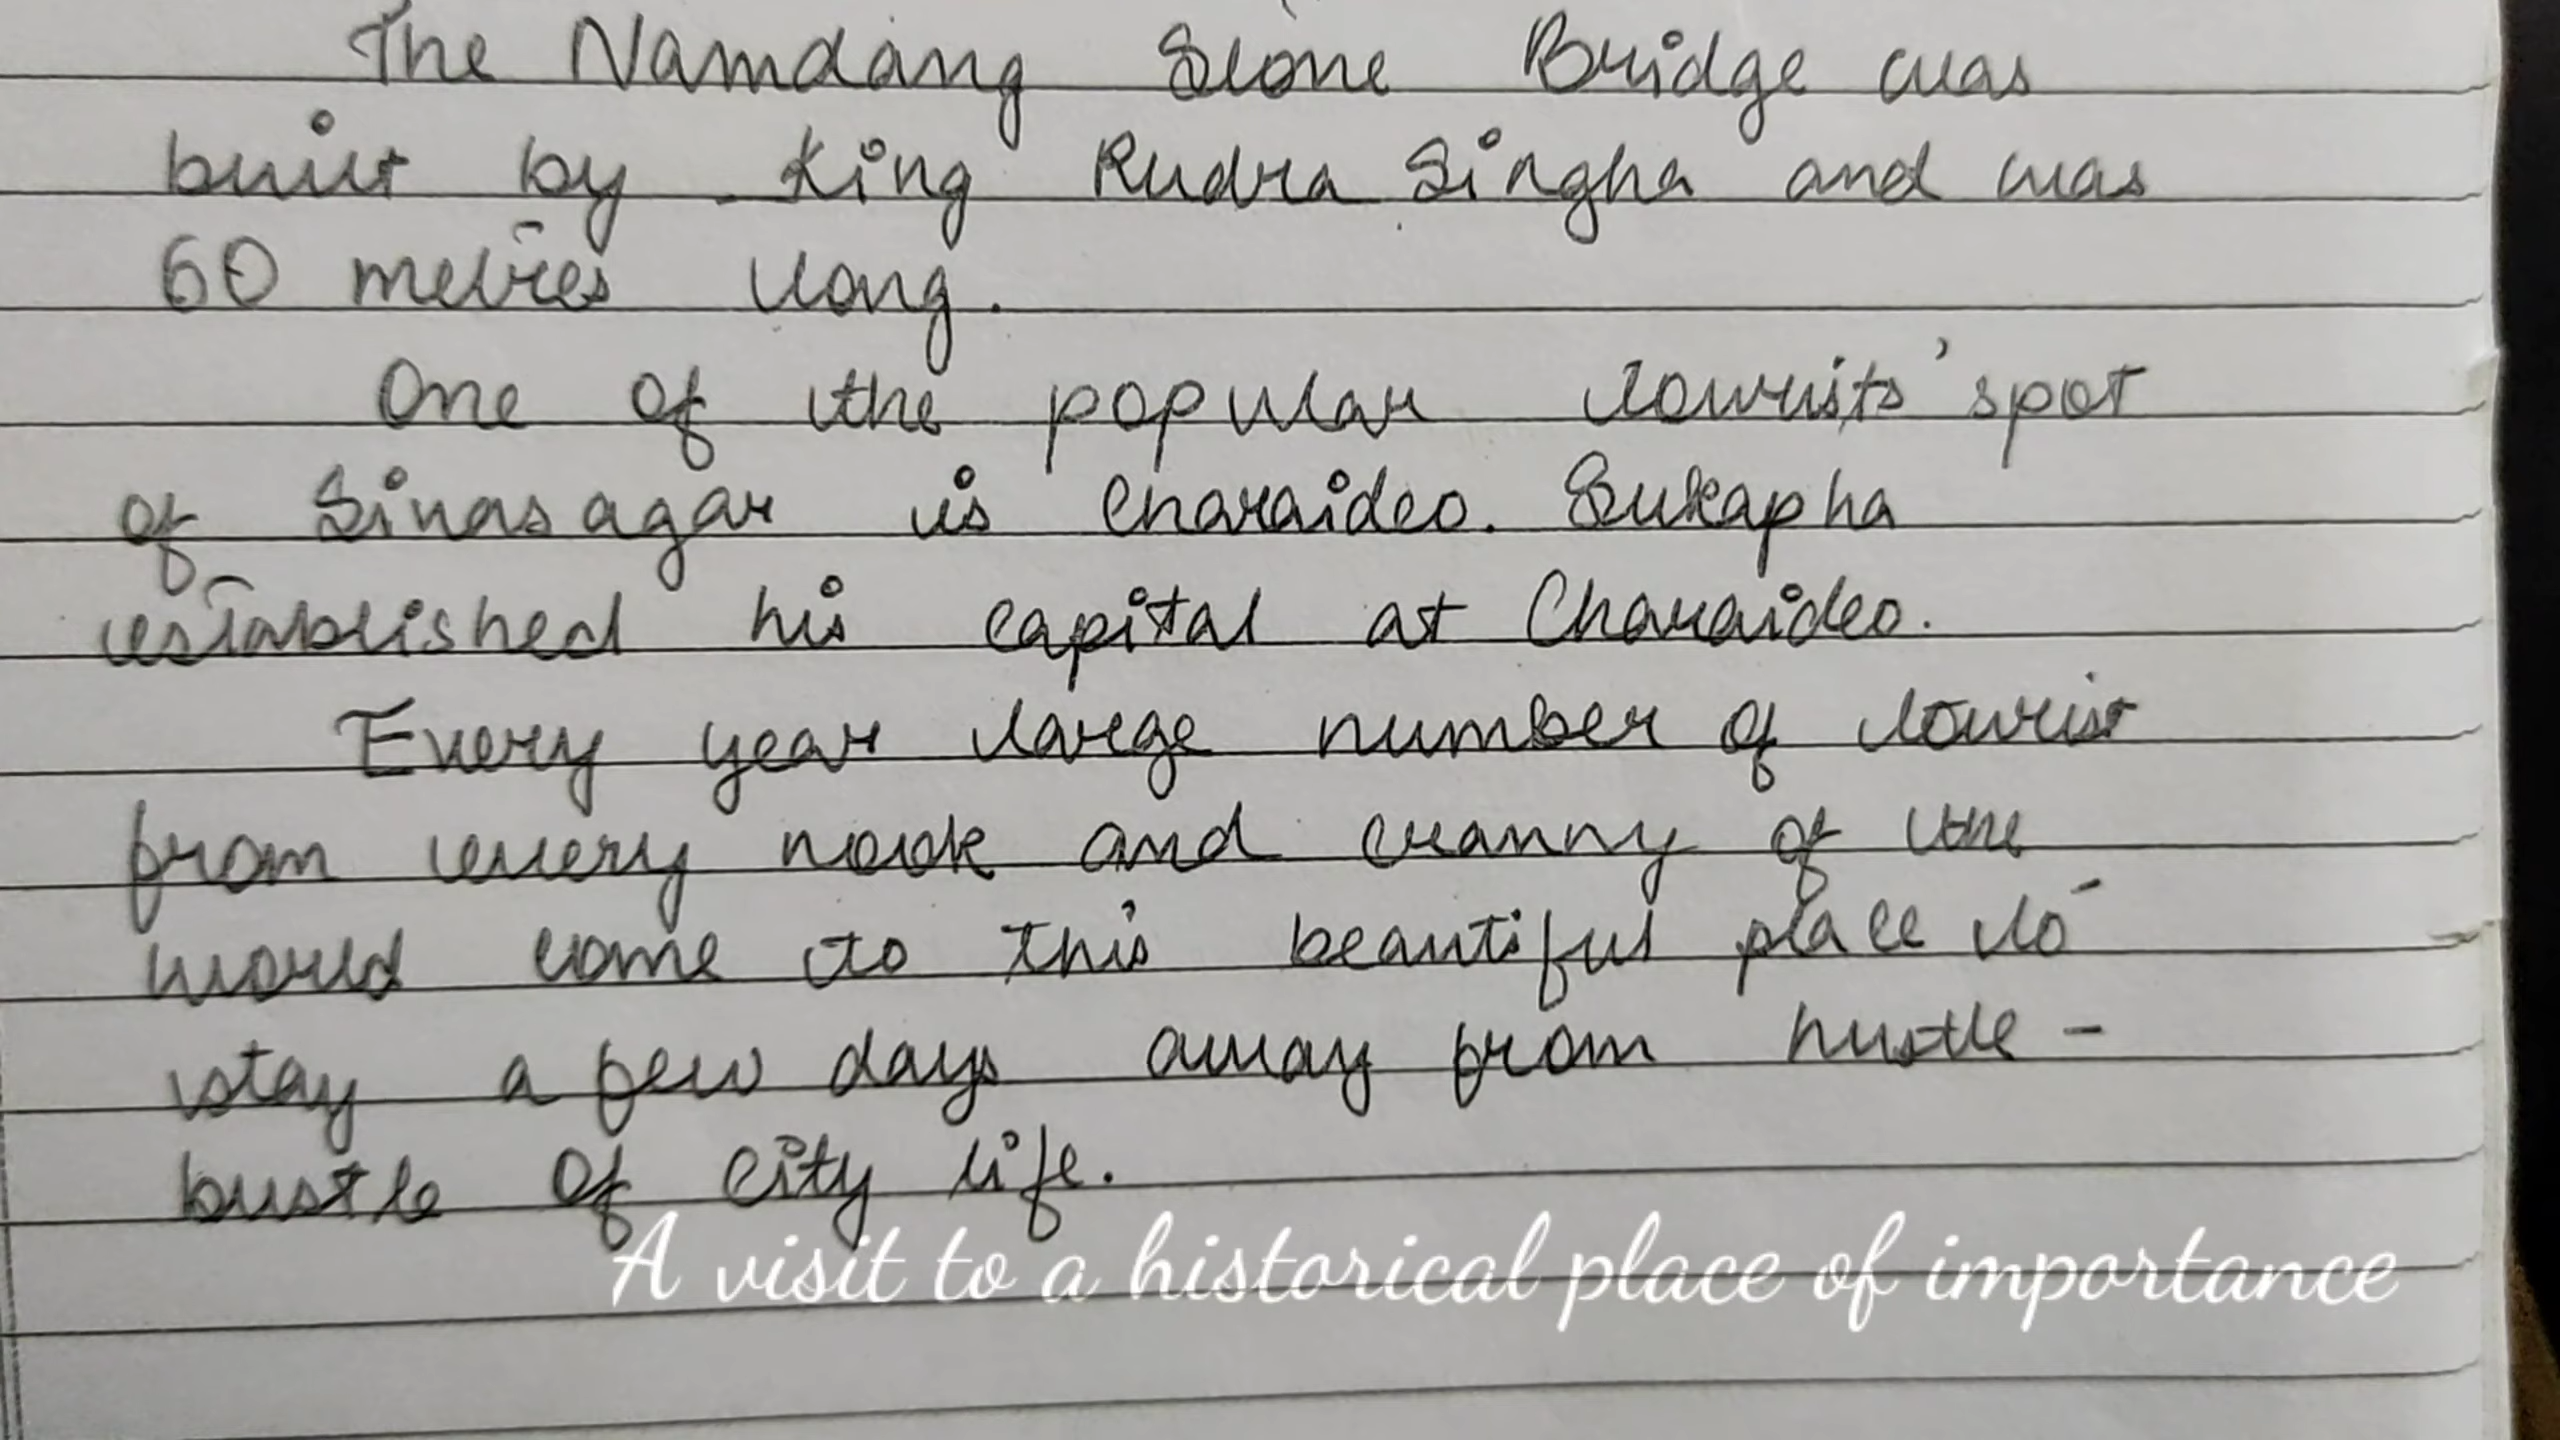 The Namdang Stone Bridge was
built by King Rudra Singha and was
60 metres long.
One of the popular tourists' spot
of Sivasagar is Charaideo. Sukapha
established his capital at Charaideo.
Every year large number of tourist
from every nook and cranny of the
world come to this beautiful place to
stay a few days away from hustle -
bustle of city life.
A visit to a historical place of importance